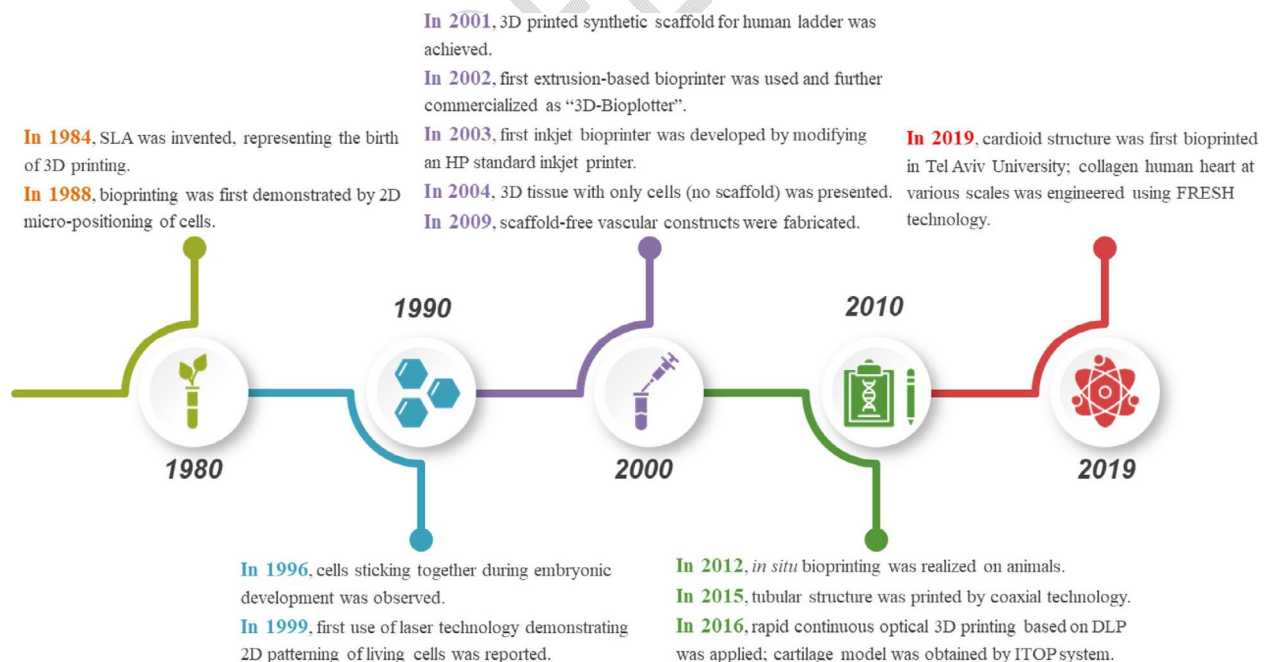 In 2001, 3D printed synthetic scaffold for human ladder was
achieved.
In 2002, first extrusion-based bioprinter was used and further
commercialized as “3D-Bioplotter”.
In 2003, first inkjet bioprinter was developed by modifying
an HP standard inkjet printer.
In 2004, 3D tissue with only cells (no scaffold) was presented.
In 2009, scaffold-free vascular constructs were fabricated.
In 1984, SLA was invented, representing the birth
of 3D printing.
In 1988, bioprinting was first demonstrated by 2D
micro-positioning of cells.
In 2019, cardioid structure was first bioprinted
in Tel Aviv University; collagen human heart at
various scales was engineered using FRESH
technology.
1990
2010
1980
2000
2019
In 1996, cells sticking together during embryonic
development was observed.
In 1999, first use of laser technology demonstrating
2D patterning of living cells was reported.
In 2012, in situ bioprinting was realized on animals.
In 2015, tubular structure was printed by coaxial technology.
In 2016, rapid continuous optical 3D printing based on DLP
was applied; cartilage model was obtained by ITOP system.